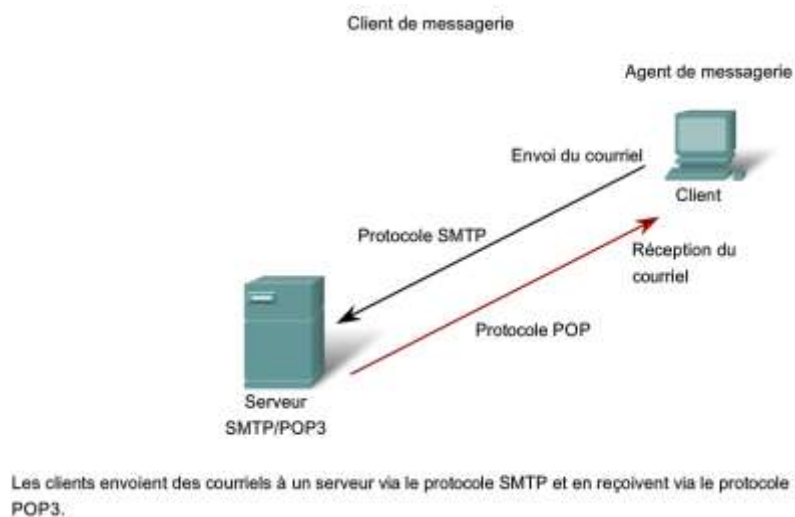 Client de messagerie
Agent de messagerie
Envoi du courriel
Client
Protocole SMTP
Réception du
courriel
Protocole POP
Serveur
SMTP/POP3
Les clients envoient des courriels à un serveur via le protocole SMTP et en reçoivent via le protocole
POP3.